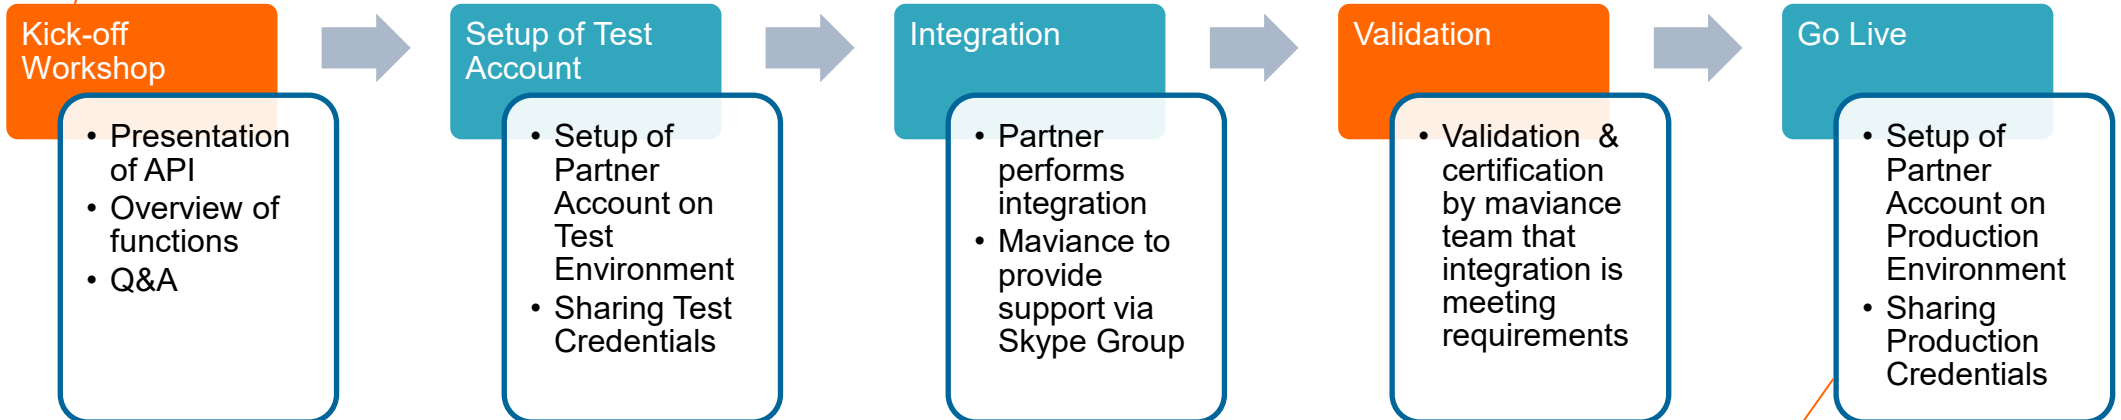 Kick-off
Workshop
• Presentation
of API
• Overview of
functions
• Q&A
Setup of Test
Account
• Setup of
Partner
Account on
Test
Environment
• Sharing Test
Credentials
Integration
• Partner
performs
integration
• Maviance to
provide
support via
Skype Group
Validation
• Validation &
certification
by maviance
team that
integration is
meeting
requirements
Go Live
• Setup of
Partner
Account on
Production
Environment
• Sharing
Production
Credentials